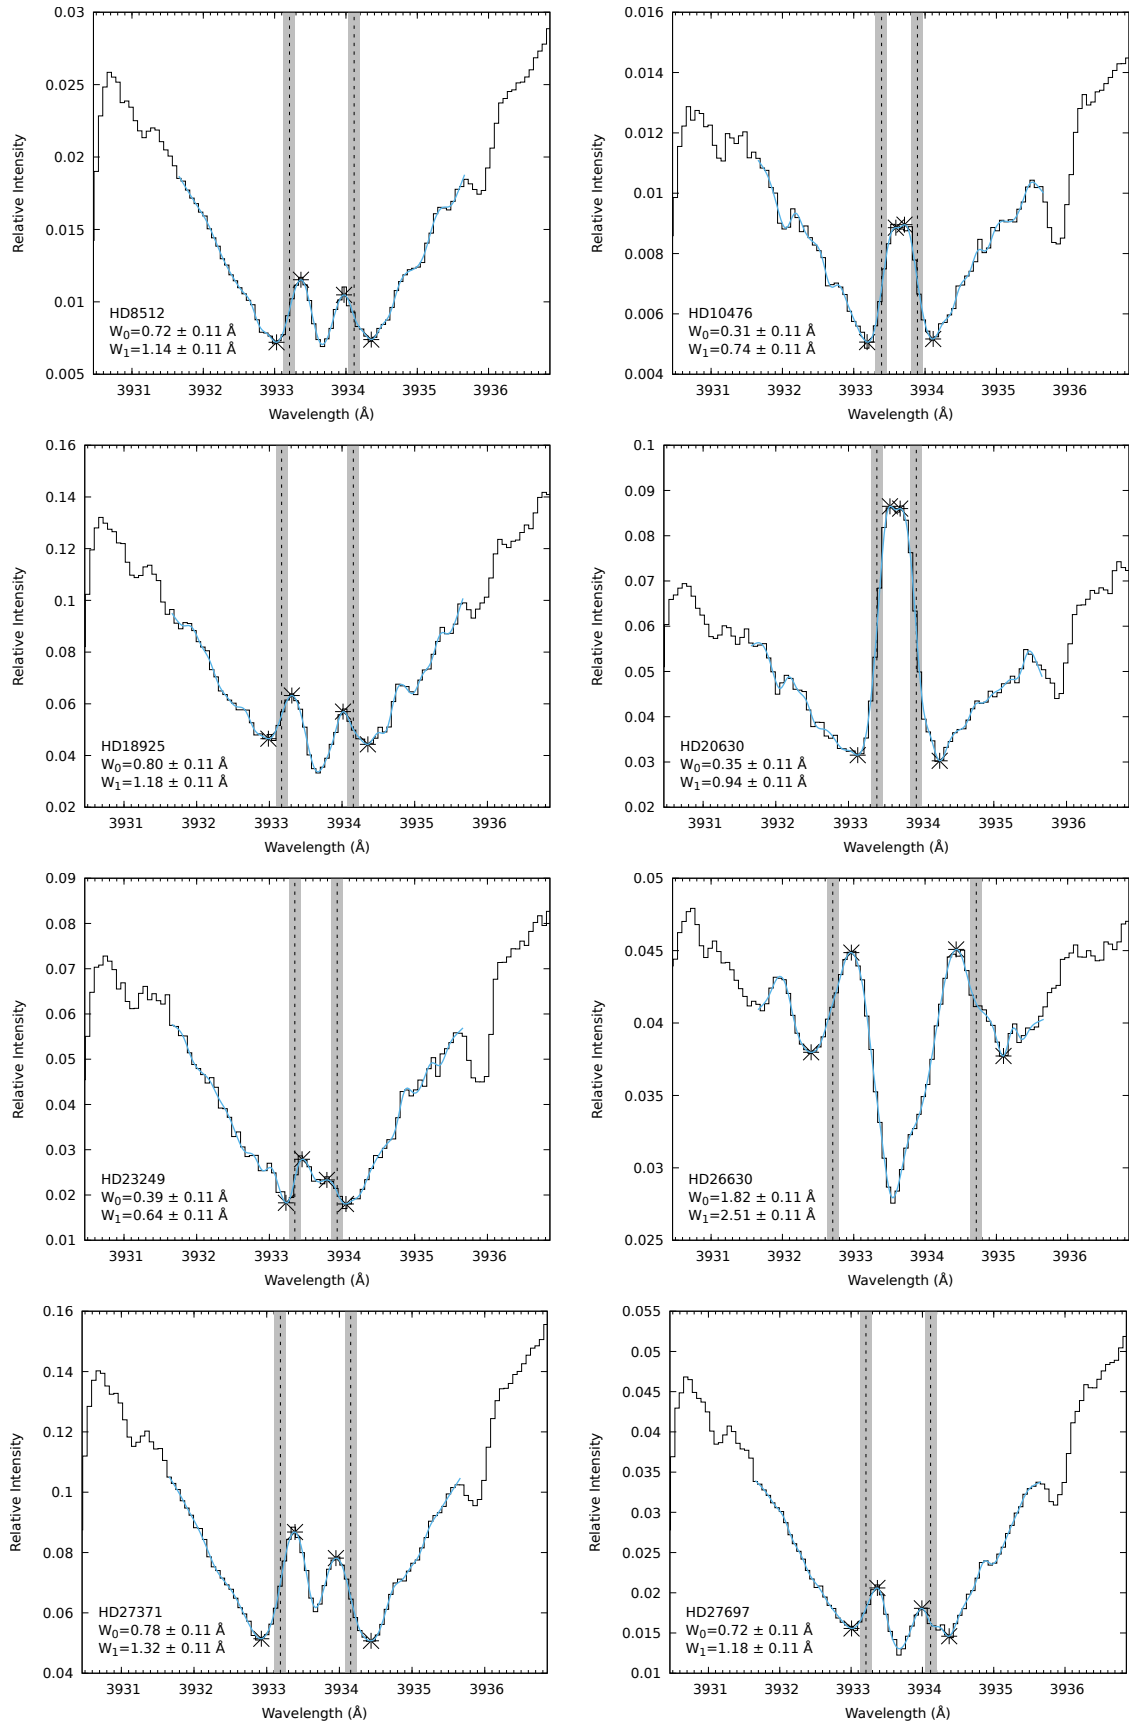 0.03
0.025
0.02
0.015
0.01
0.005
Relative Intensity
HD8512
W0=0.72 ± 0.11 Å
W1=1.14 ± 0.11 Å
3931 3932 3933 3934 3935 3936
Wavelength (Å)
0.016
0.014
0.012
0.01
0.008
0.006
0.004
Relative Intensity
HD10476
W0=0.31 ± 0.11 Å
W1=0.74 ± 0.11 Å
3931 3932 3933 3934 3935 3936
Wavelength (Å)
0.16
0.14
0.12
0.1
0.08
0.06
0.04
0.02
Relative Intensity
HD18925
W0=0.80 ± 0.11 Å
W1=1.18 ± 0.11 Å
3931 3932 3933 3934 3935 3936
Wavelength (Å)
0.1
0.09
0.08
0.07
0.06
0.05
0.04
0.03
0.02
Relative Intensity
HD20630
W0=0.35 ± 0.11 Å
W1=0.94 ± 0.11 Å
3931 3932 3933 3934 3935 3936
Wavelength (Å)
0.09
0.08
0.07
0.06
0.05
0.04
0.03
0.02
0.01
Relative Intensity
HD23249
W0=0.39 ± 0.11 Å
W1=0.64 ± 0.11 Å
3931 3932 3933 3934 3935 3936
Wavelength (Å)
0.05
0.045
0.04
0.035
0.03
0.025
Relative Intensity
HD26630
W0=1.82 ± 0.11 Å
W1=2.51 ± 0.11 Å
3931 3932 3933 3934 3935 3936
Wavelength (Å)
0.16
0.14
0.12
0.1
0.08
0.06
0.04
Relative Intensity
HD27371
W0=0.78 ± 0.11 Å
W1=1.32 ± 0.11 Å
3931 3932 3933 3934 3935 3936
Wavelength (Å)
0.055
0.05
0.045
0.04
0.035
0.03
0.025
0.02
0.015
0.01
Relative Intensity
HD27697
W0=0.72 ± 0.11 Å
W1=1.18 ± 0.11 Å
3931 3932 3933 3934 3935 3936
Wavelength (Å)